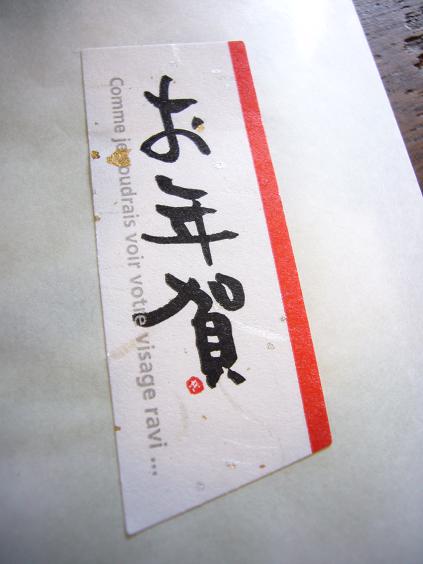 お年賀
Comme je voudrais voir votre visage ravi ...